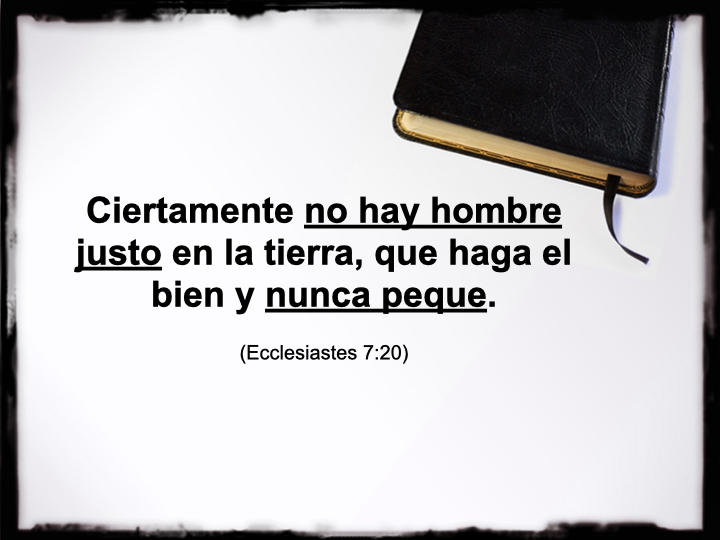 Ciertamente no hay hombre
justo en la tierra, que haga el
bien y nunca peque.
(Ecclesiastes 7:20)